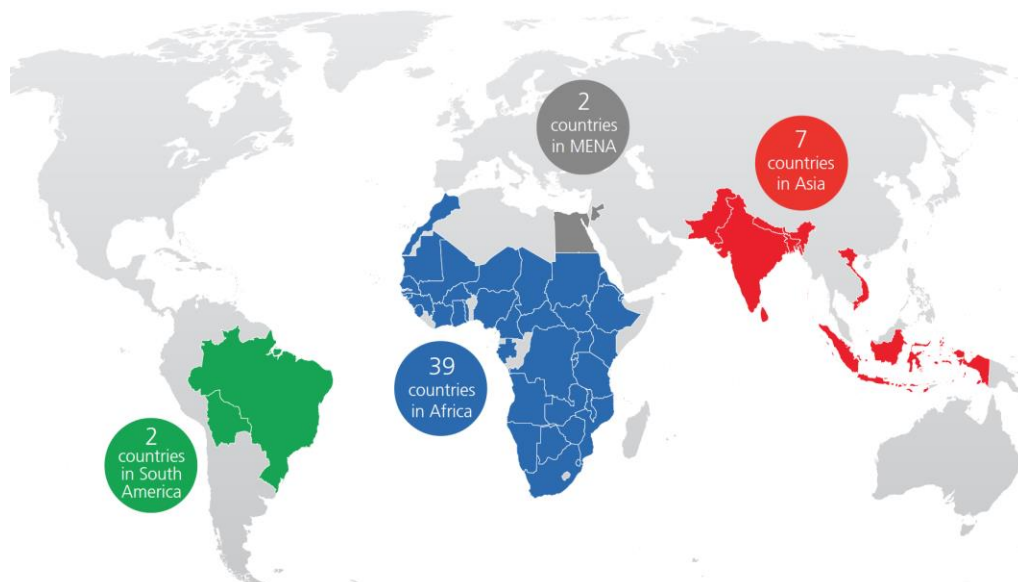 2
countries
in MENA
7
countries
in Asia
39
countries
in Africa
2
countries
in South
America